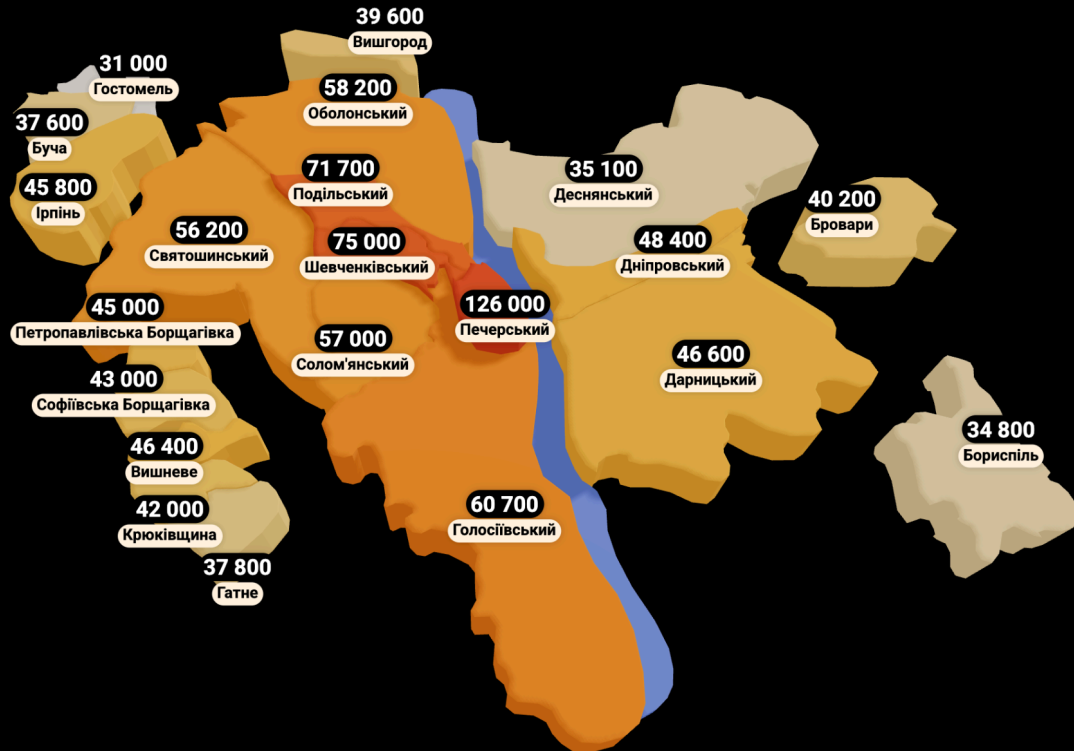 39 600
Вишгород
31 000
Гостомель
58 200
Оболонський
37 600
Буча
71 700
Подільський
35 100
Деснянський
45 800
Ірпінь
40 200
Бровари
56 200
Святошинський
75 000
Шевченківський
48 400
Дніпровський
45 000
Петропавлівська Борщагівка
126 000
Печерський
57 000
Солом'янський
46 600
Дарницький
43 000
Софіївська Борщагівка
34 800
Бориспіль
46 400
Вишневе
60 700
Голосіївський
42 000
Крюківщина
37 800
Гатне